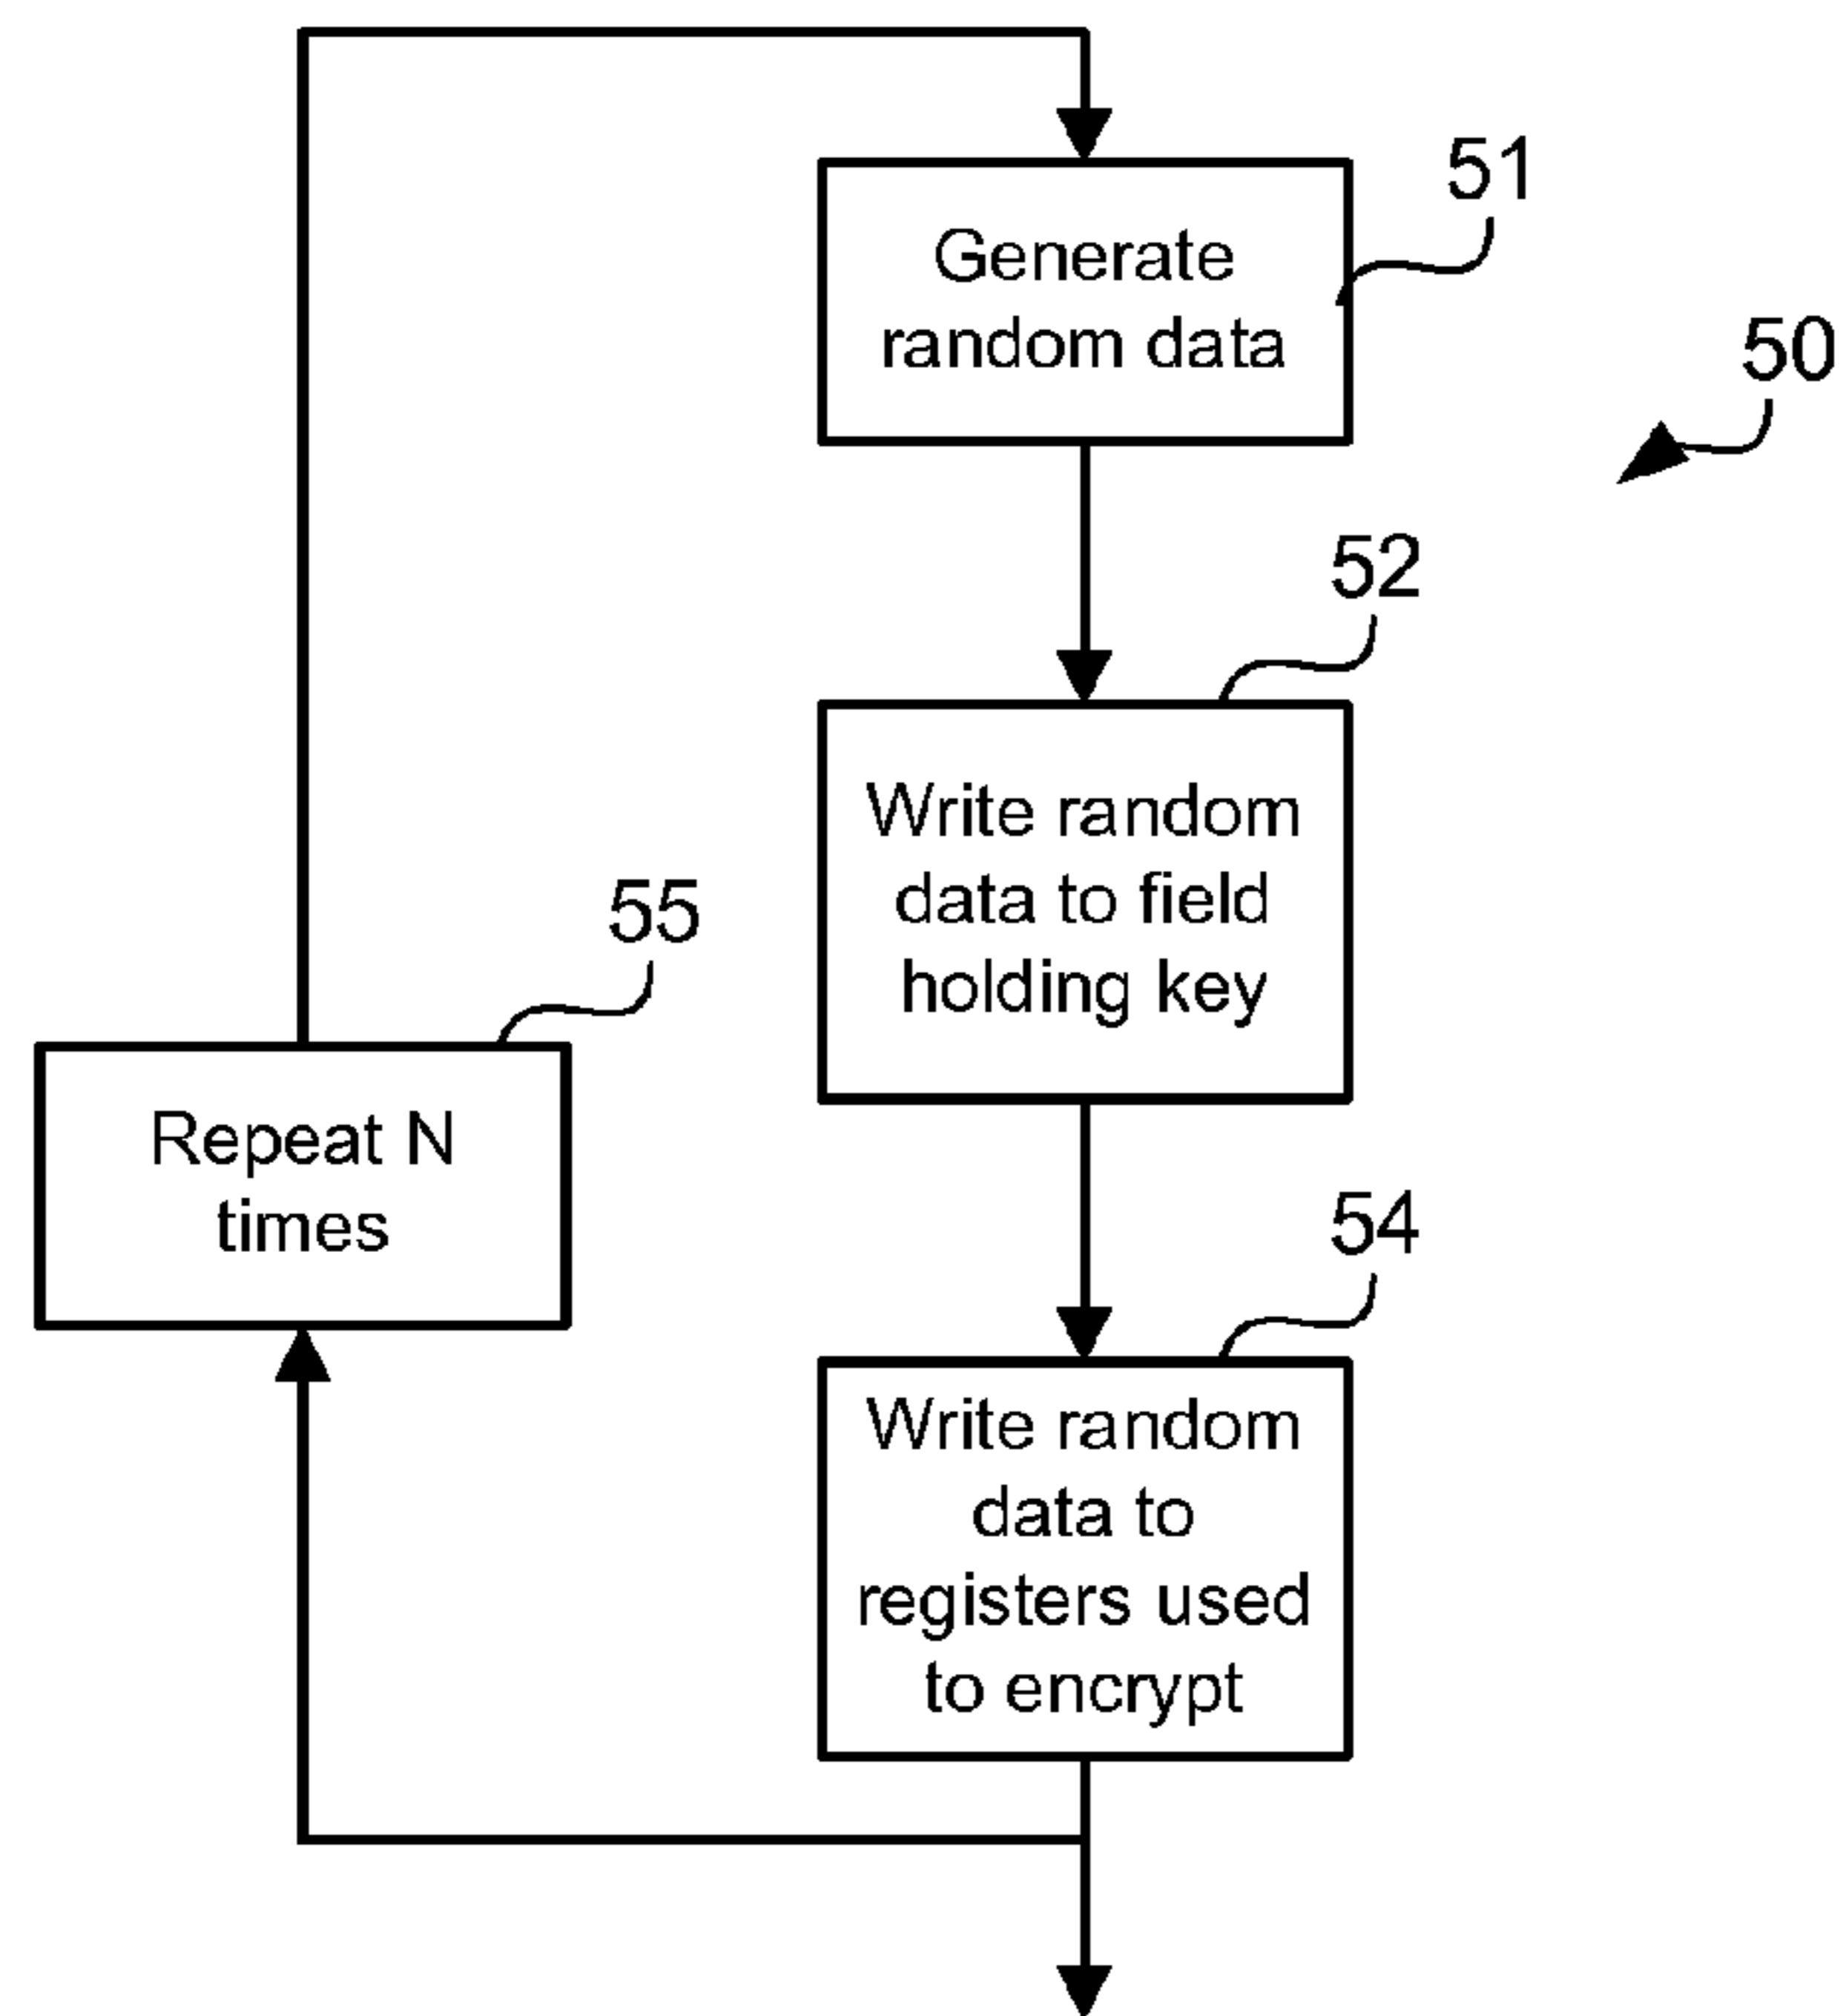 51
Generate
random data
50
52
Write random
data to field
holding key
55
Repeat N
times
54
Write random
data to
registers used
to encrypt